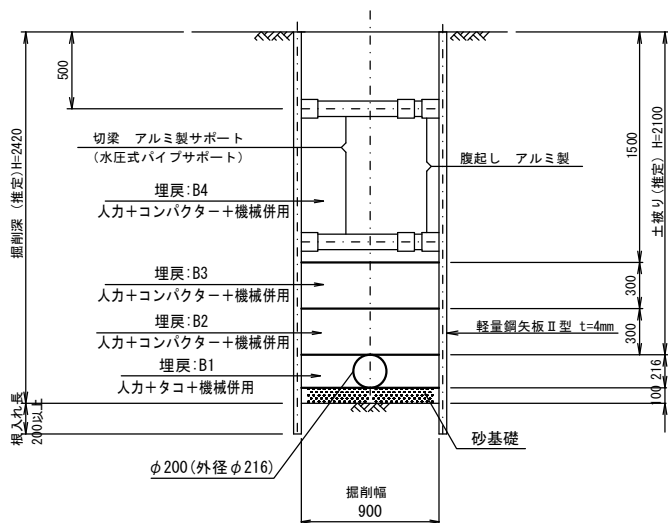 500
掘削深（推定）H=2420
根入れ長
200以上
切梁　アルミ製サポート
（水圧式パイプサポート）
埋戻:B4
人力＋コンパクター＋機械併用
埋戻:B3
人力＋コンパクター＋機械併用
埋戻:B2
人力＋コンパクター＋機械併用
埋戻:B1
人力＋タコ＋機械併用
φ200(外径φ216)
掘削幅
900
腹起し　アルミ製
軽量鋼矢板Ⅱ型 t=4mm
砂基礎
1500
300
300
216
100
土被り(推定) H=2100